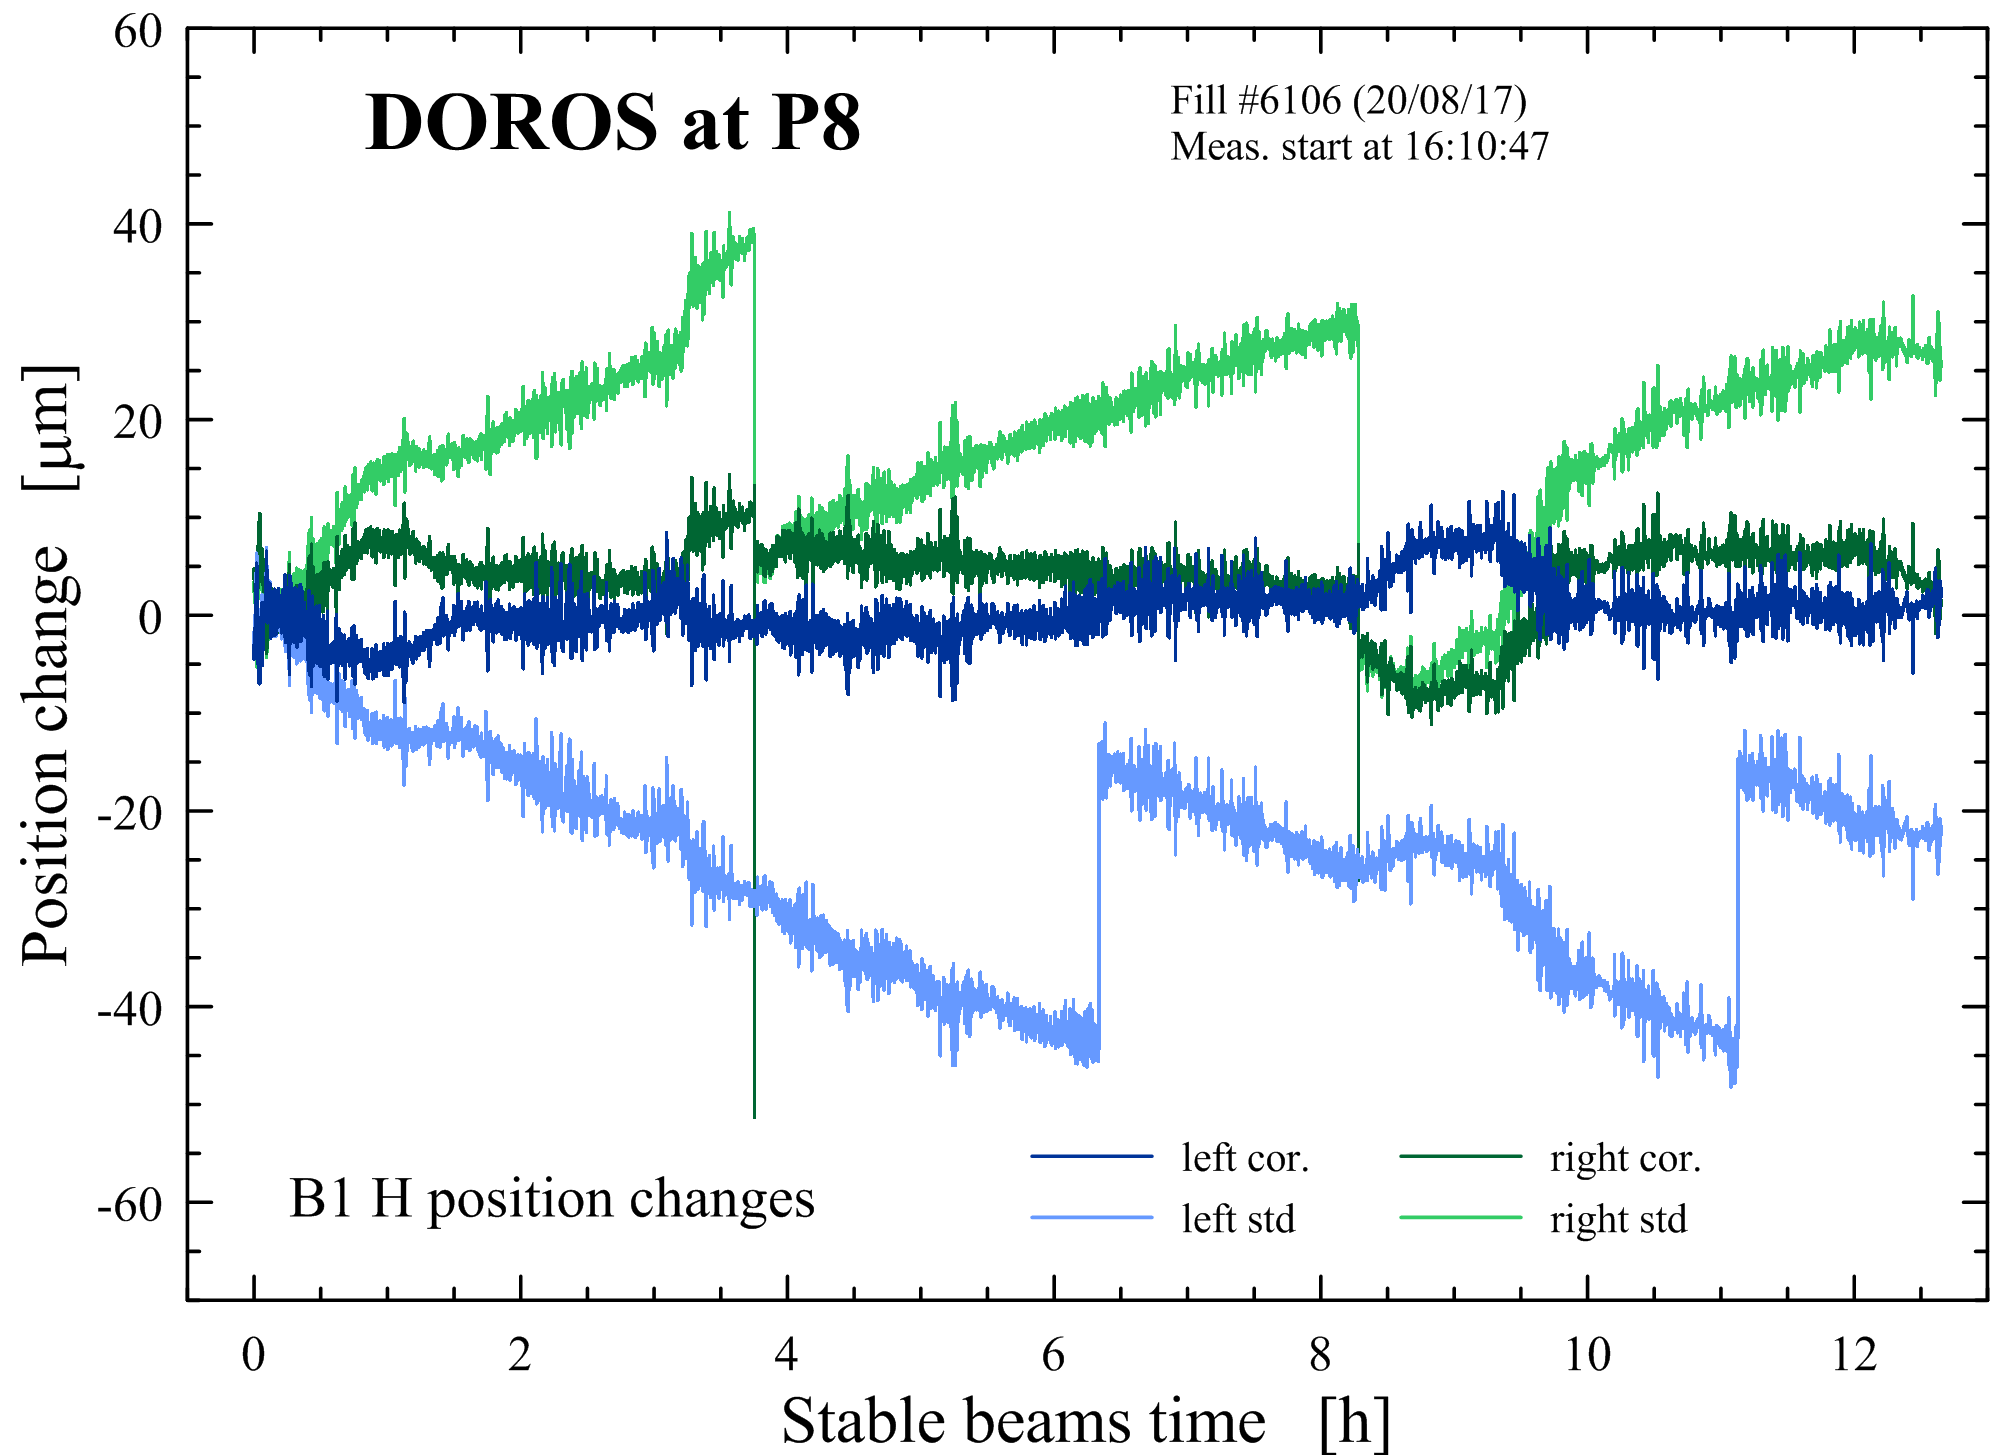 DOROS at P8
Fill #6106 (20/08/17)
Meas. start at 16:10:47
Position change [μm]
60
40
20
0
-20
-40
-60
B1 H position changes
left cor.
right cor.
left std
right std
0 2 4 6 8 10 12
Stable beams time [h]